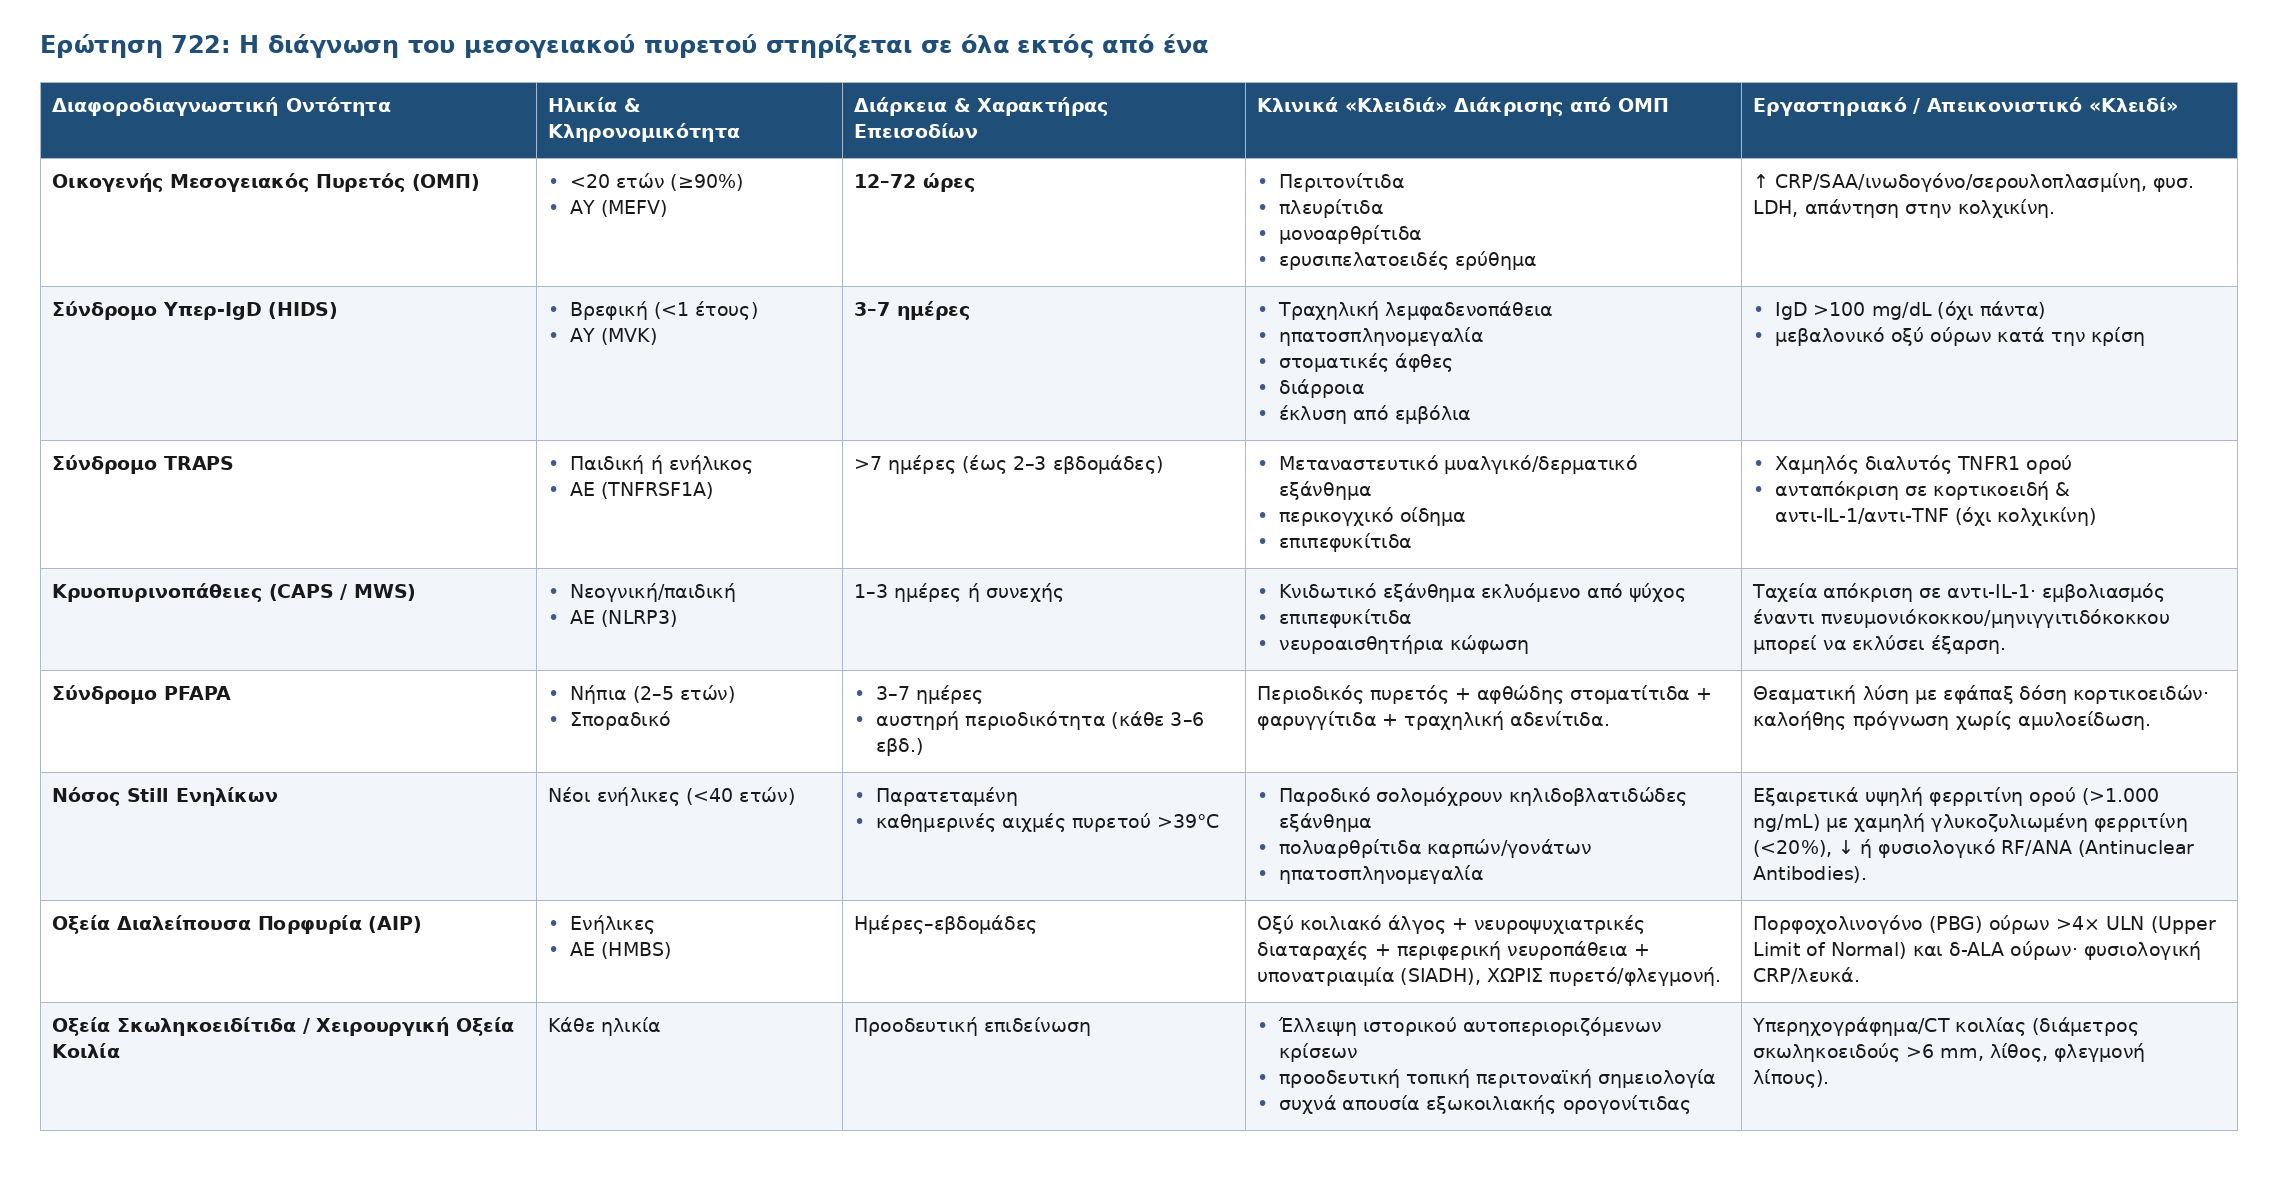 Ερώτηση 722: Η διάγνωση του μεσογειακού πυρετού στηρίζεται σε όλα εκτός από ένα
Διαφοροδιαγνωστική Οντότητα
Ηλικία &
Κληρονομικότητα
Διάρκεια & Χαρακτήρας
Επεισοδίων
Κλινικά «Κλειδιά» Διάκρισης από ΟΜΠ
Εργαστηριακό / Απεικονιστικό «Κλειδί»
Οικογενής Μεσογειακός Πυρετός (ΟΜΠ)
• <20 ετών (≥90%)
• ΑΥ (MEFV)
12–72 ώρες
• Περιτονίτιδα
• πλευρίτιδα
• μονοαρθρίτιδα
• ερυσιπελατοειδές ερύθημα
↑ CRP/SAA/ινωδογόνο/σερουλοπλασμίνη, φυσ.
LDH, απάντηση στην κολχικίνη.
Σύνδρομο Υπερ-IgD (HIDS)
• Βρεφική (<1 έτους)
• ΑΥ (MVK)
3–7 ημέρες
• Τραχηλική λεμφαδενοπάθεια
• ηπατοσπληνομεγαλία
• στοματικές άφθες
• διάρροια
• έκλυση από εμβόλια
• IgD >100 mg/dL (όχι πάντα)
• μεβαλονικό οξύ ούρων κατά την κρίση
Σύνδρομο TRAPS
• Παιδική ή ενήλικος
• ΑΕ (TNFRSF1A)
>7 ημέρες (έως 2–3 εβδομάδες)
• Μεταναστευτικό μυαλγικό/δερματικό
εξάνθημα
• περικογχικό οίδημα
• επιπεφυκίτιδα
• Χαμηλός διαλυτός TNFR1 ορού
• ανταπόκριση σε κορτικοειδή &
αντι-IL-1/αντι-TNF (όχι κολχικίνη)
Κρυοπυρινοπάθειες (CAPS / MWS)
• Νεογνική/παιδική
• ΑΕ (NLRP3)
1–3 ημέρες ή συνεχής
• Κνιδωτικό εξάνθημα εκλυόμενο από ψύχος
• επιπεφυκίτιδα
• νευροαισθητήρια κώφωση
Ταχεία απόκριση σε αντι-IL-1· εμβολιασμός
έναντι πνευμονιόκοκκου/μηνιγγιτιδόκοκκου
μπορεί να εκλύσει έξαρση.
Σύνδρομο PFAPA
• Νήπια (2–5 ετών)
• Σποραδικό
• 3–7 ημέρες
• αυστηρή περιοδικότητα (κάθε 3–6
εβδ.)
Περιοδικός πυρετός + αφθώδης στοματίτιδα +
φαρυγγίτιδα + τραχηλική αδενίτιδα.
Θεαματική λύση με εφάπαξ δόση κορτικοειδών·
καλοήθης πρόγνωση χωρίς αμυλοείδωση.
Νόσος Still Ενηλίκων
Νέοι ενήλικες (<40 ετών)
• Παρατεταμένη
• καθημερινές αιχμές πυρετού >39°C
• Παροδικό σολομόχρουν κηλιδοβλατιδώδες
εξάνθημα
• πολυαρθρίτιδα καρπών/γονάτων
• ηπατοσπληνομεγαλία
Εξαιρετικά υψηλή φερριτίνη ορού (>1.000
ng/mL) με χαμηλή γλυκοζυλιωμένη φερριτίνη
(<20%), ↓ ή φυσιολογικό RF/ANA (Antinuclear
Antibodies).
Οξεία Διαλείπουσα Πορφυρία (AIP)
• Ενήλικες
• ΑΕ (HMBS)
Ημέρες–εβδομάδες
Οξύ κοιλιακό άλγος + νευροψυχιατρικές
διαταραχές + περιφερική νευροπάθεια +
υπονατριαιμία (SIADH), ΧΩΡΙΣ πυρετό/φλεγμονή.
Πορφοχολινογόνο (PBG) ούρων >4× ULN (Upper
Limit of Normal) και δ-ALA ούρων· φυσιολογική
CRP/λευκά.
Οξεία Σκωληκοειδίτιδα / Χειρουργική Οξεία
Κοιλία
Κάθε ηλικία
Προοδευτική επιδείνωση
• Έλλειψη ιστορικού αυτοπεριοριζόμενων
κρίσεων
• προοδευτική τοπική περιτοναϊκή σημειολογία
• συχνά απουσία εξωκοιλιακής ορογονίτιδας
Υπερηχογράφημα/CT κοιλίας (διάμετρος
σκωληκοειδούς >6 mm, λίθος, φλεγμονή
λίπους).